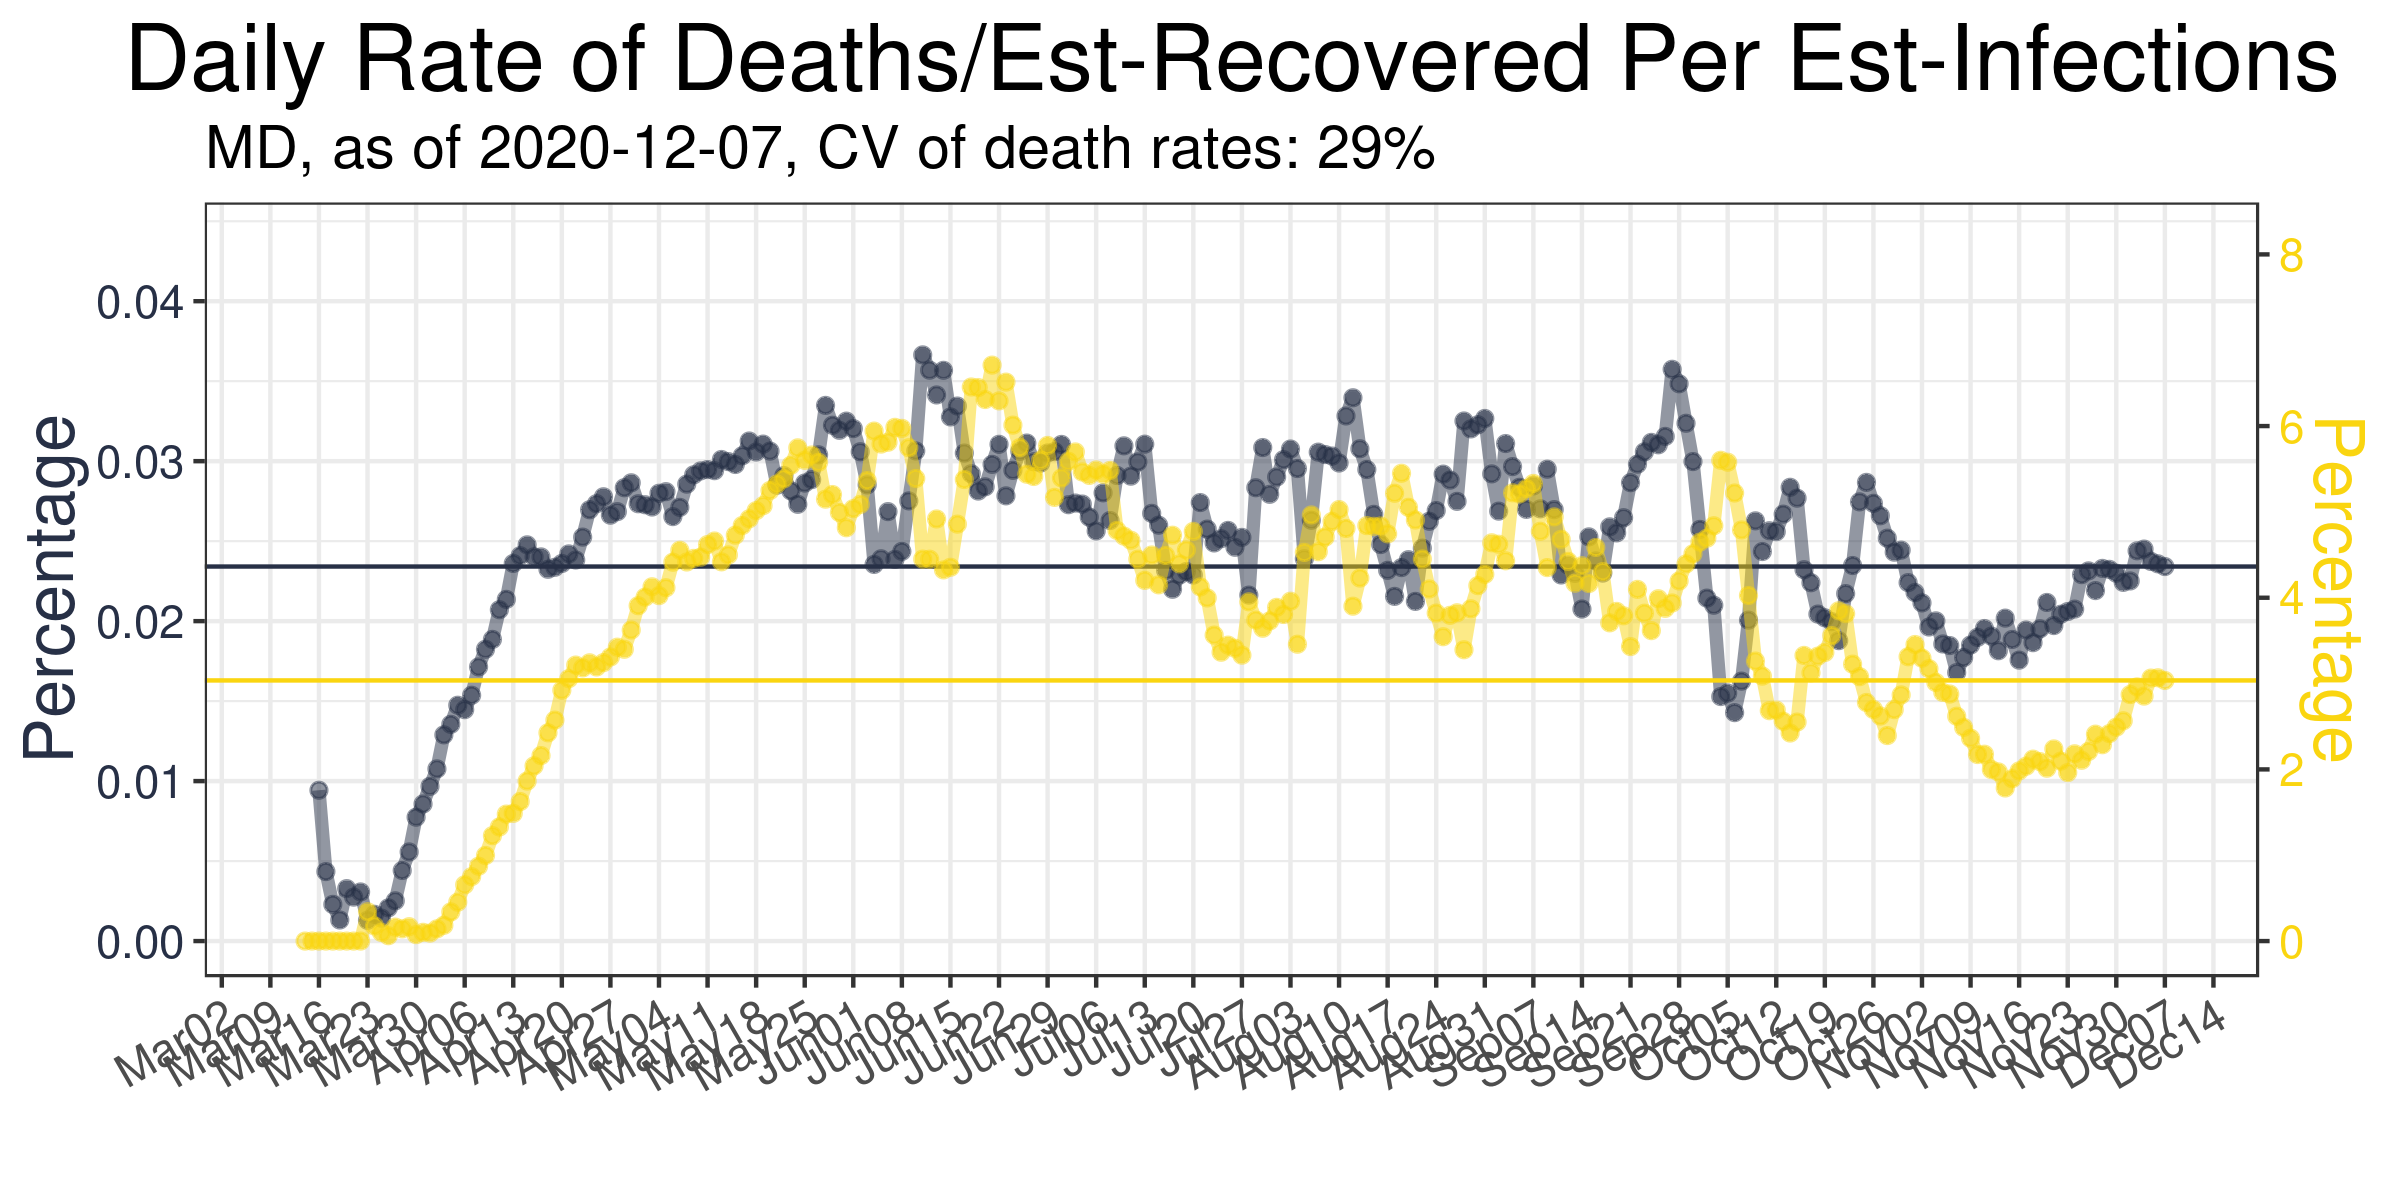 Daily Rate of Deaths/Est-Recovered Per Est-Infections
MD, as of 2020-12-07, CV of death rates: 29%
Percentage
0.04
0.03
0.02
0.01
0.00
8
6
4
2
0
Percentage
Mar02
Mar09
Mar16
Mar23
Mar30
Apr06
Apr13
Apr20
Apr27
May04
May11
May18
May25
Jun01
Jun08
Jun15
Jun22
Jun29
Jul06
Jul13
Jul20
Jul27
Aug03
Aug10
Aug17
Aug24
Aug31
Sep07
Sep14
Sep21
Sep28
Oct05
Oct12
Oct19
Oct26
Nov02
Nov09
Nov16
Nov23
Nov30
Dec07
Dec14